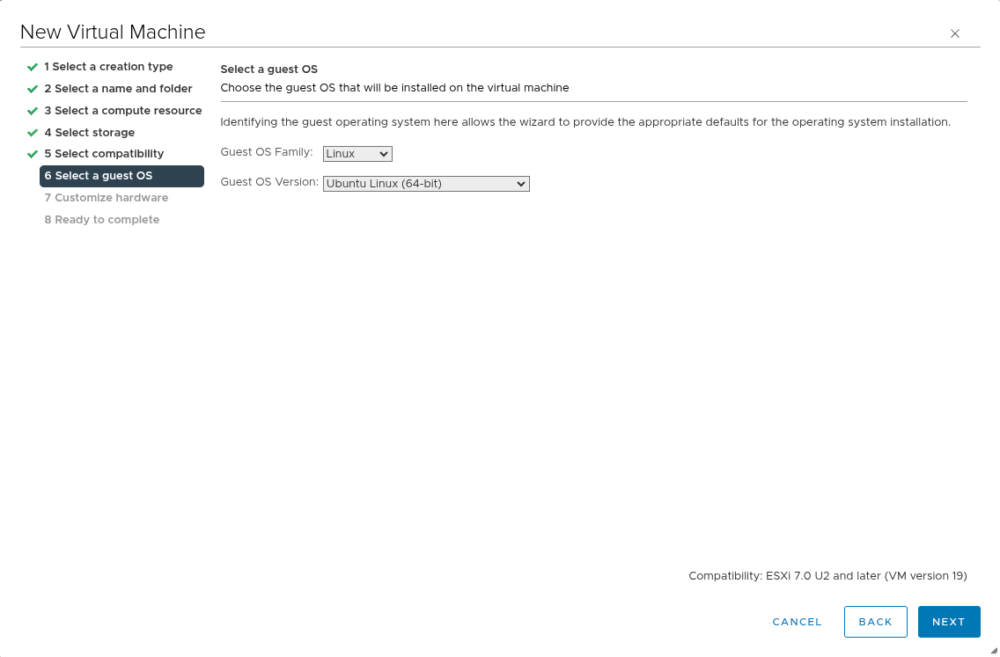 New Virtual Machine
1 Select a creation type
2 Select a name and folder
3 Select a compute resource
4 Select storage
5 Select compatibility
6 Select a guest OS
7 Customize hardware
8 Ready to complete
Select a guest OS
Choose the guest OS that will be installed on the virtual machine
Identifying the guest operating system here allows the wizard to provide the appropriate defaults for the operating system installation.
Guest OS Family: Linux
Guest OS Version: Ubuntu Linux (64-bit)
Compatibility: ESXi 7.0 U2 and later (VM version 19)
CANCEL BACK NEXT